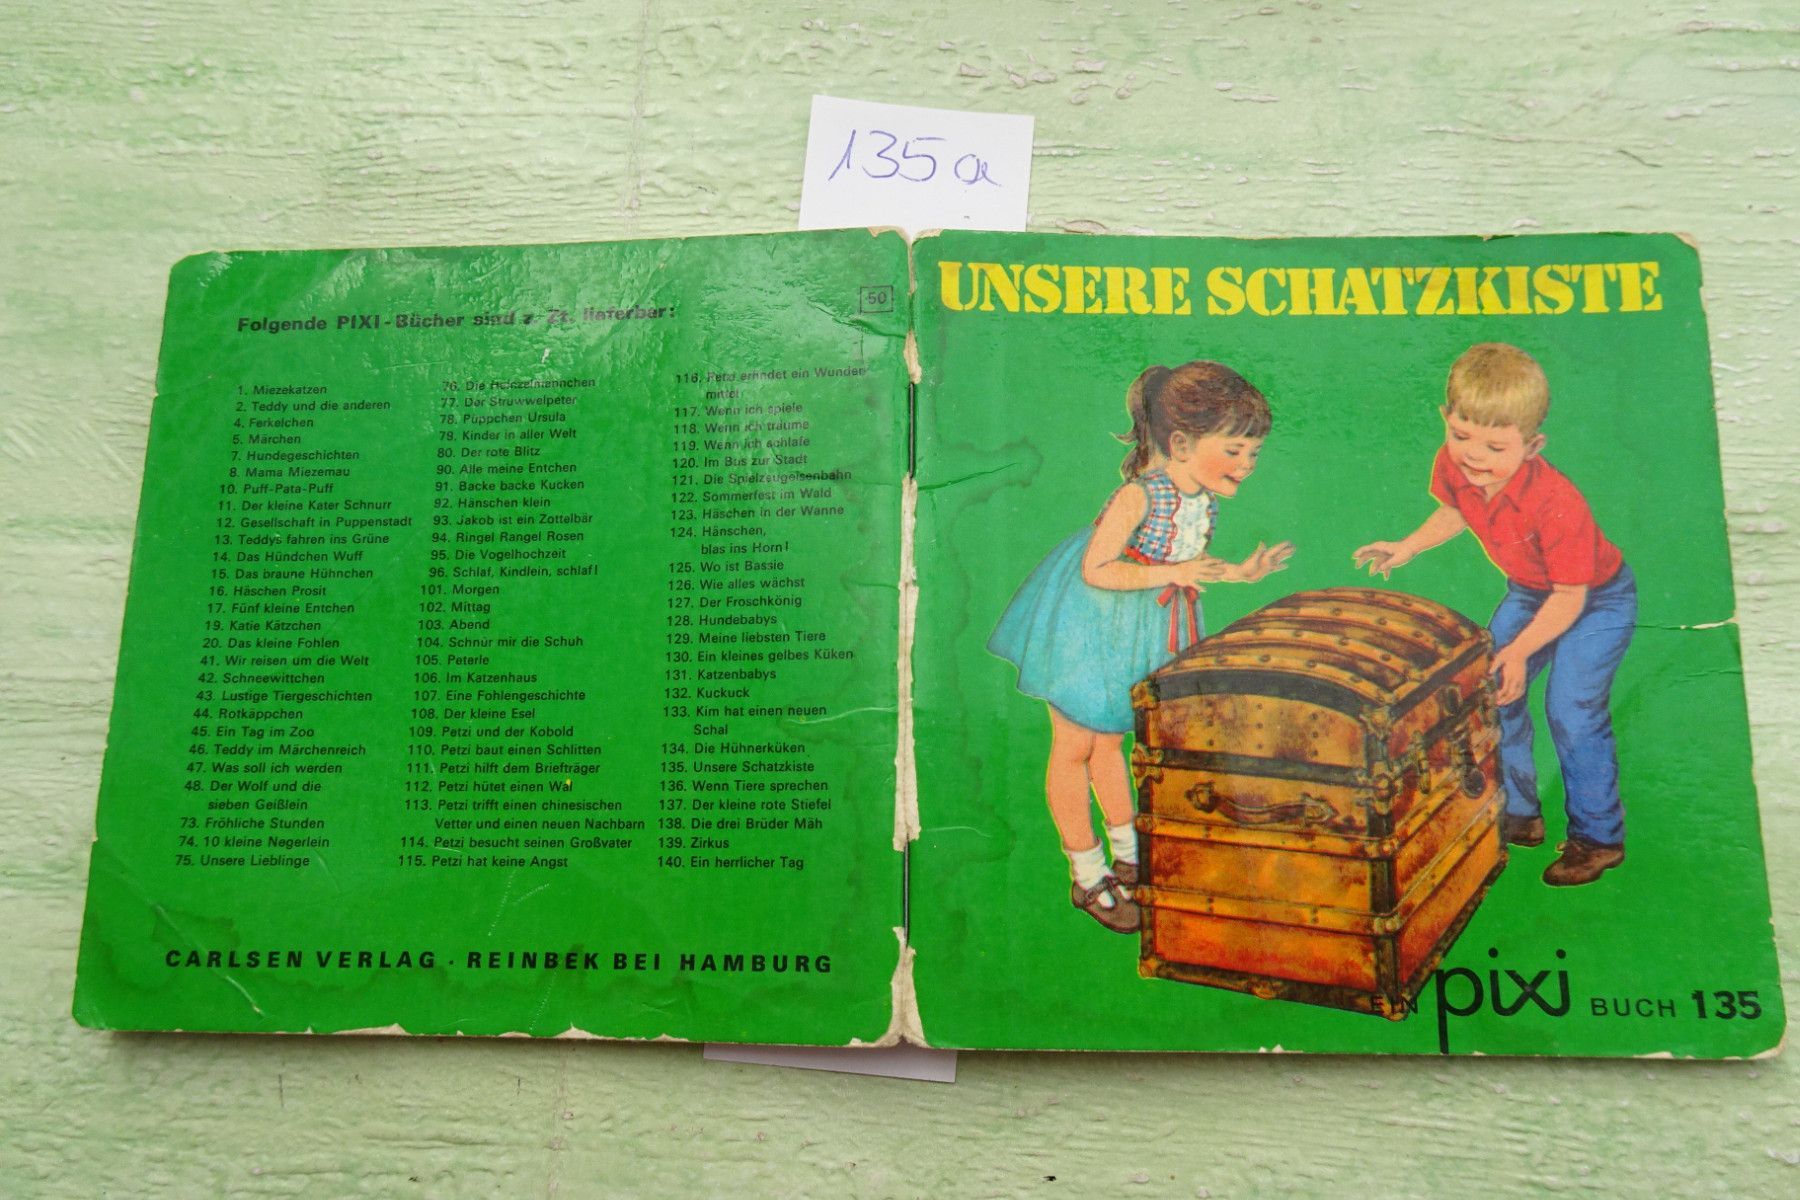 135a
Folgende PIXI-Bücher sind z. Zt. lieferbar:
50
1. Miezekatzen
2. Teddy und die anderen
4. Ferkelchen
5. Märchen
7. Hundegeschichten
8. Mama Miezemau
10. Puff-Pata-Puff
11. Der kleine Kater Schnurr
12. Gesellschaft in Puppenstadt
13. Teddys fahren ins Grüne
14. Das Hündchen Wuff
15. Das braune Hühnchen
16. Häschen Prosit
17. Fünf kleine Entchen
19. Katie Kätzchen
20. Das kleine Fohlen
41. Wir reisen um die Welt
42. Schneewittchen
43. Lustige Tiergeschichten
44. Rotkäppchen
45. Ein Tag im Zoo
46. Teddy im Märchenreich
47. Was soll ich werden
48. Der Wolf und die
sieben Geißlein
73. Fröhliche Stunden
74. 10 kleine Negerlein
75. Unsere Lieblinge
76. Die Heinzelmännchen
77. Der Struwwelpeter
78. Püppchen Ursula
79. Kinder in aller Welt
80. Der rote Blitz
90. Alle meine Entchen
91. Backe backe Kucken
92. Hänschen klein
93. Jakob ist ein Zottelbär
94. Ringel Rangel Rosen
95. Die Vogelhochzeit
96. Schlaf, Kindlein, schlaf!
101. Morgen
102. Mittag
103. Abend
104. Schnür mir die Schuh
105. Peterle
106. Im Katzenhaus
107. Eine Fohlengeschichte
108. Der kleine Esel
109. Petzi und der Kobold
110. Petzi baut einen Schlitten
111. Petzi hilft dem Briefträger
112. Petzi hütet einen Wal
113. Petzi trifft einen chinesischen
Vetter und einen neuen Nachbarn
114. Petzi besucht seinen Großvater
115. Petzi hat keine Angst
116. Petzi erfindet ein Wunder-
mittel
117. Wenn ich spiele
118. Wenn ich träume
119. Wenn ich schlafe
120. Im Bus zur Stadt
121. Die Spielzeugeisenbahn
122. Sommerfest im Wald
123. Häschen in der Wanne
124. Hänschen,
blas ins Horn!
125. Wo ist Bassie
126. Wie alles wächst
127. Der Froschkönig
128. Hundebabys
129. Meine liebsten Tiere
130. Ein kleines gelbes Küken
131. Katzenbabys
132. Kuckuck
133. Kim hat einen neuen
Schal
134. Die Hühnerküken
135. Unsere Schatzkiste
136. Wenn Tiere sprechen
137. Der kleine rote Stiefel
138. Die drei Brüder Mäh
139. Zirkus
140. Ein herrlicher Tag
CARLSEN VERLAG · REINBEK BEI HAMBURG
UNSERE SCHATZKISTE
EIN pixi BUCH 135